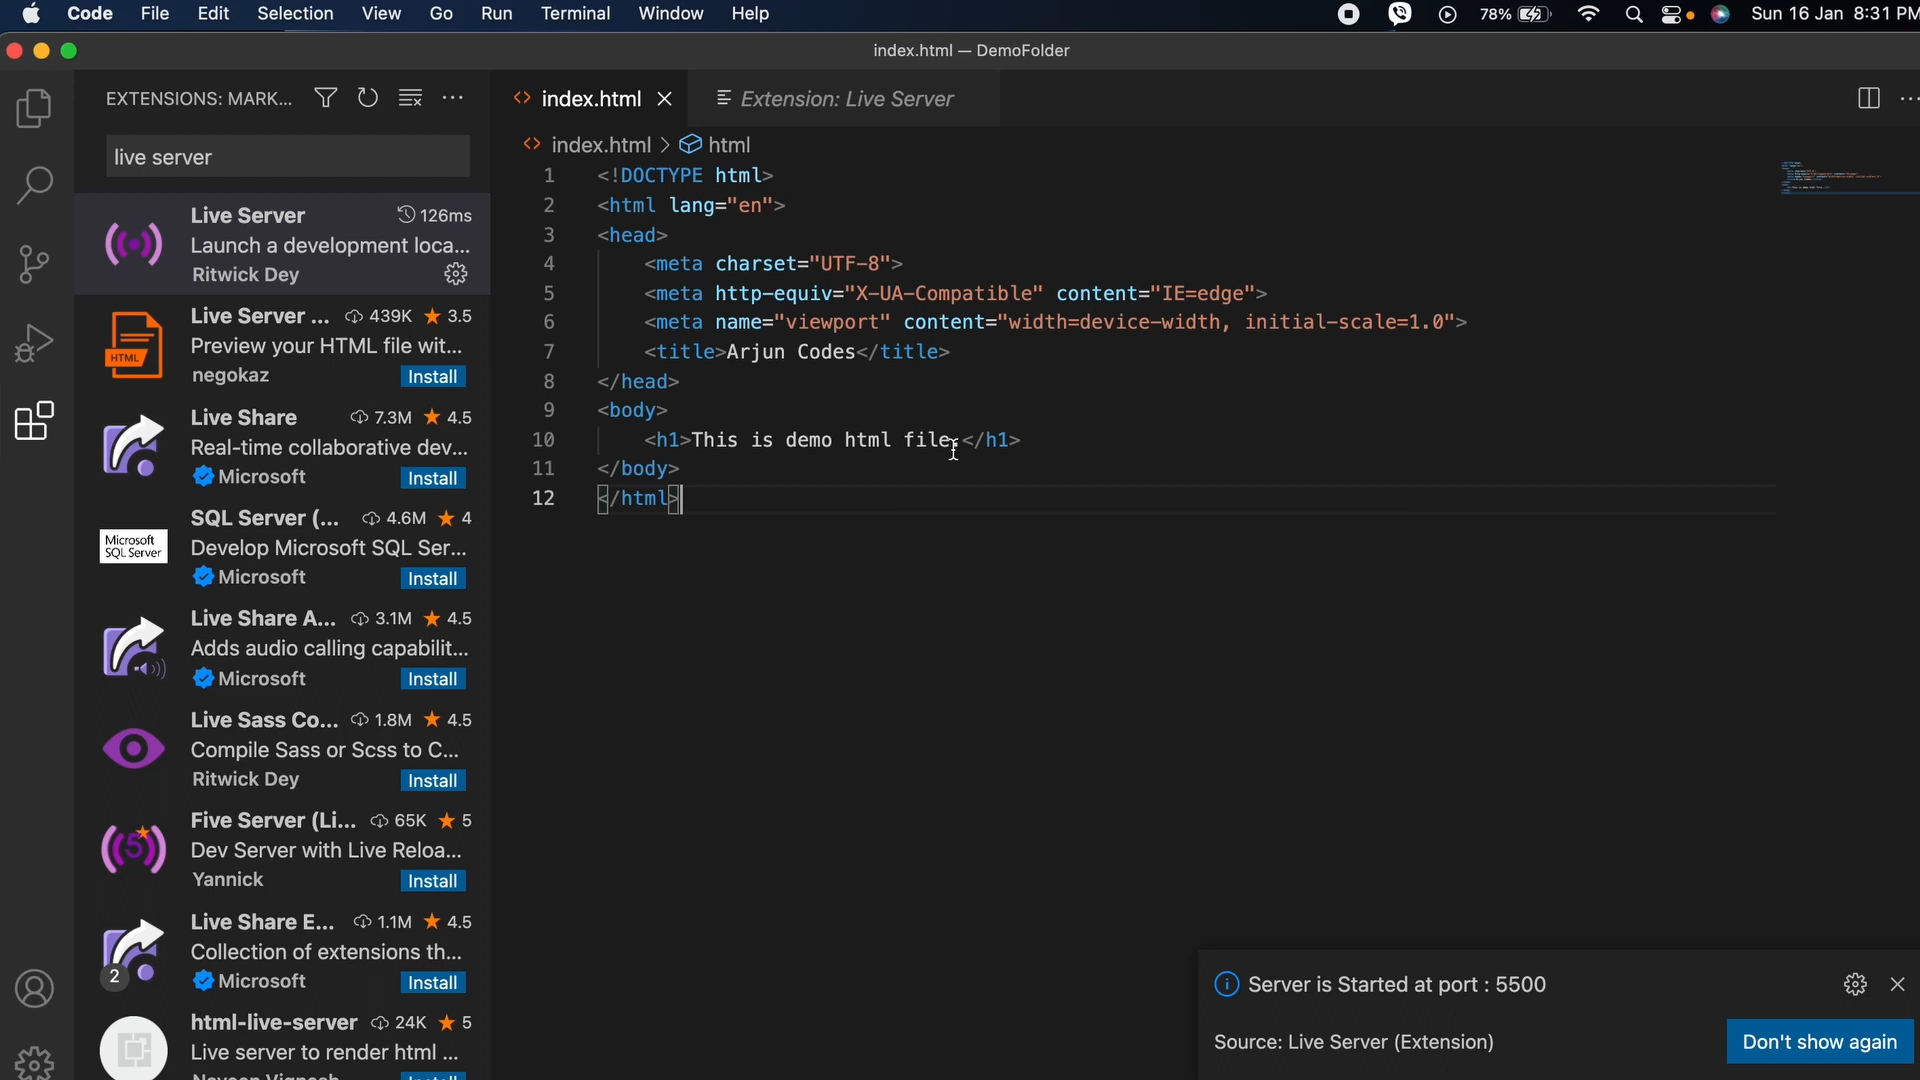 Code File Edit Selection View Go Run Terminal Window Help 78% Sun 16 Jan 8:31 PM
index.html — DemoFolder
EXTENSIONS: MARK...
live server
Live Server 126ms
Launch a development loca...
Ritwick Dey
Live Server ... 439K 3.5
Preview your HTML file wit...
HTML
negokaz Install
Live Share 7.3M 4.5
Real-time collaborative dev...
Microsoft Install
SQL Server (... 4.6M 4
Microsoft
SQL Server
Develop Microsoft SQL Ser...
Microsoft Install
Live Share A... 3.1M 4.5
Adds audio calling capabilit...
Microsoft Install
Live Sass Co... 1.8M 4.5
Compile Sass or Scss to C...
Ritwick Dey Install
Five Server (Li... 65K 5
5
Dev Server with Live Reloa...
Yannick Install
Live Share E... 1.1M 4.5
Collection of extensions th...
2
Microsoft Install
html-live-server 24K 5
Live server to render html ...
index.html Extension: Live Server
index.html > html
1 <!DOCTYPE html>
2 <html lang="en">
3 <head>
4 <meta charset="UTF-8">
5 <meta http-equiv="X-UA-Compatible" content="IE=edge">
6 <meta name="viewport" content="width=device-width, initial-scale=1.0">
7 <title>Arjun Codes</title>
8 </head>
9 <body>
10 <h1>This is demo html file.</h1>
11 </body>
12 </html>
Server is Started at port : 5500
Source: Live Server (Extension) Don't show again